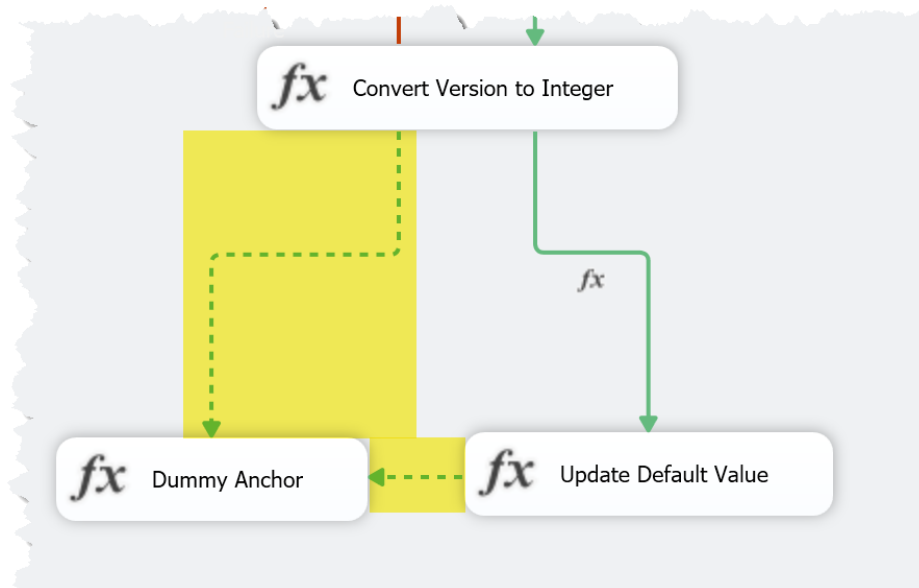 fx Convert Version to Integer
fx
fx Dummy Anchor
fx Update Default Value